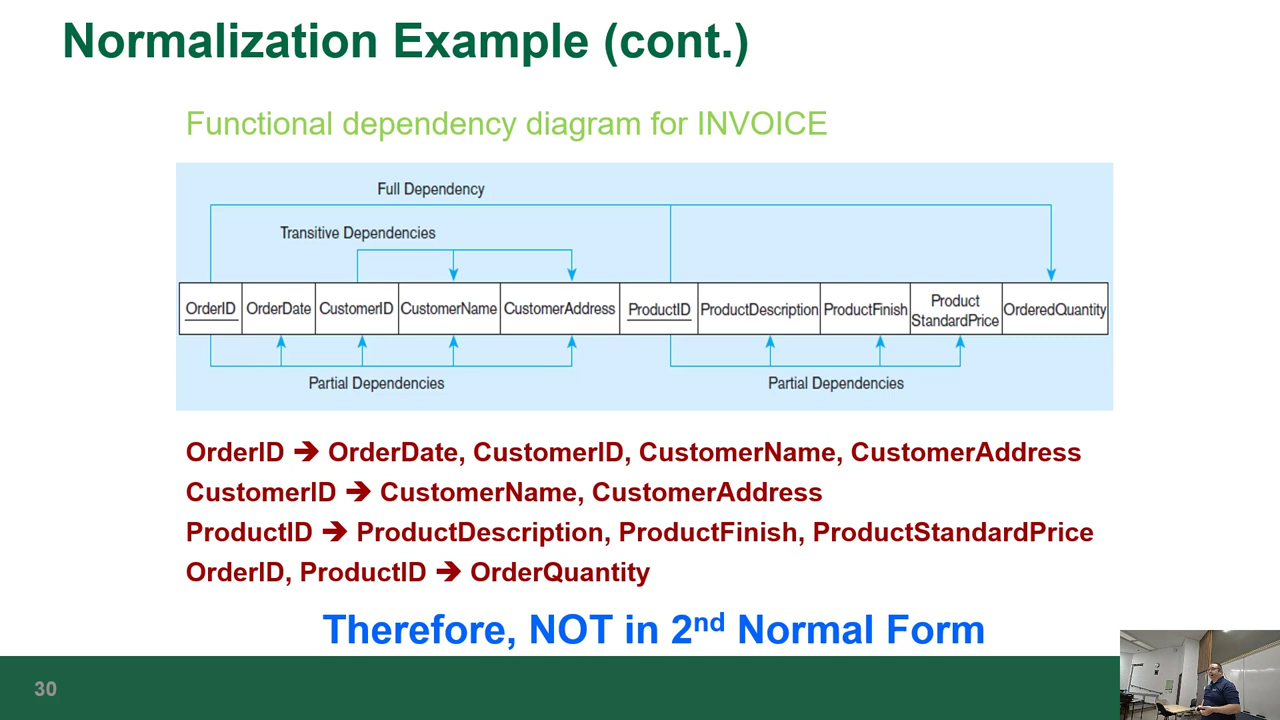 Normalization Example (cont.)
Functional dependency diagram for INVOICE
Full Dependency
Transitive Dependencies
OrderID OrderDate CustomerID CustomerName CustomerAddress ProductID ProductDescription ProductFinish Product StandardPrice OrderedQuantity
Partial Dependencies Partial Dependencies
OrderID ➔ OrderDate, CustomerID, CustomerName, CustomerAddress
CustomerID ➔ CustomerName, CustomerAddress
ProductID ➔ ProductDescription, ProductFinish, ProductStandardPrice
OrderID, ProductID ➔ OrderQuantity
Therefore, NOT in 2nd Normal Form
30